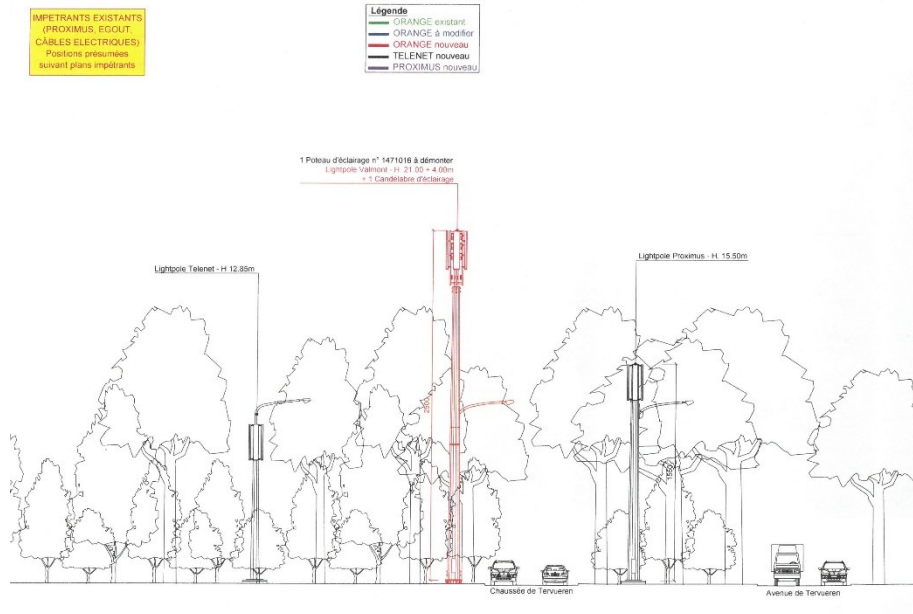 IMPETRANTS EXISTANTS
(PROXIMUS, EGOUT,
CÂBLES ELECTRIQUES)
Positions présumées
suivant plans impétrants
Légende
ORANGE existant
ORANGE à modifier
ORANGE nouveau
TELENET nouveau
PROXIMUS nouveau
1 Poteau d'éclairage n° 1471016 à démonter
Lightpole Valmont - H. 21.00 + 4.00m
+ 1 Candélabre d'éclairage
Lightpole Telenet - H 12.85m
Lightpole Proximus - H. 15.50m
2500
1550
Chaussée de Tervueren
Avenue de Tervueren